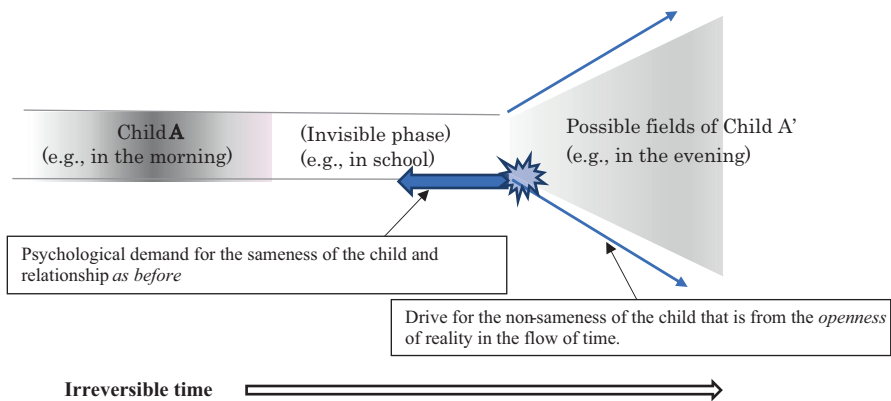 Child A
(e.g., in the morning)
(Invisible phase)
(e.g., in school)
Possible fields of Child A’
(e.g., in the evening)
Psychological demand for the sameness of the child and
relationship as before
Drive for the non-sameness of the child that is from the openness
of reality in the flow of time.
Irreversible time